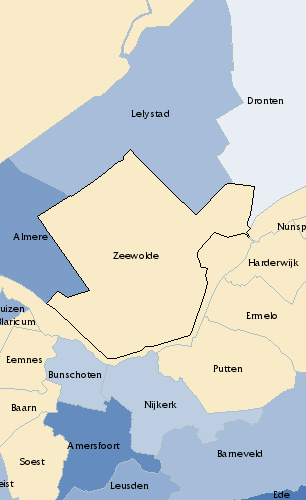 Dronten
Lelystad
Nunsp
Almere
Zeewolde
Harderwijk
uizen
Blaricum
Ermelo
Eemnes
Bunschoten
Putten
Baarn
Nijkerk
Amersfoort
Soest
Barneveld
eist
Leusden
Ede